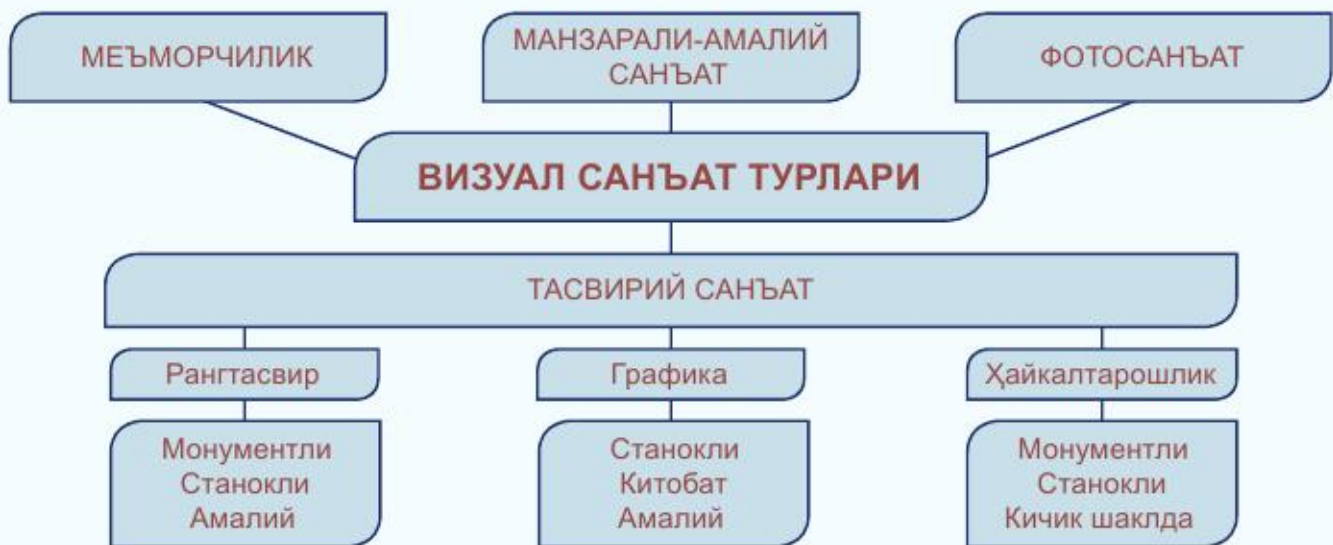 МЕЪМОРЧИЛИК
МАНЗАРАЛИ-АМАЛИЙ
САНЪАТ
ФОТОСАНЪАТ
ВИЗУАЛ САНЪАТ ТУРЛАРИ
ТАСВИРИЙ САНЪАТ
Рангтасвир
Графика
Ҳайкалтарошлик
Монументли
Станокли
Амалий
Станокли
Китобат
Амалий
Монументли
Станокли
Кичик шаклда